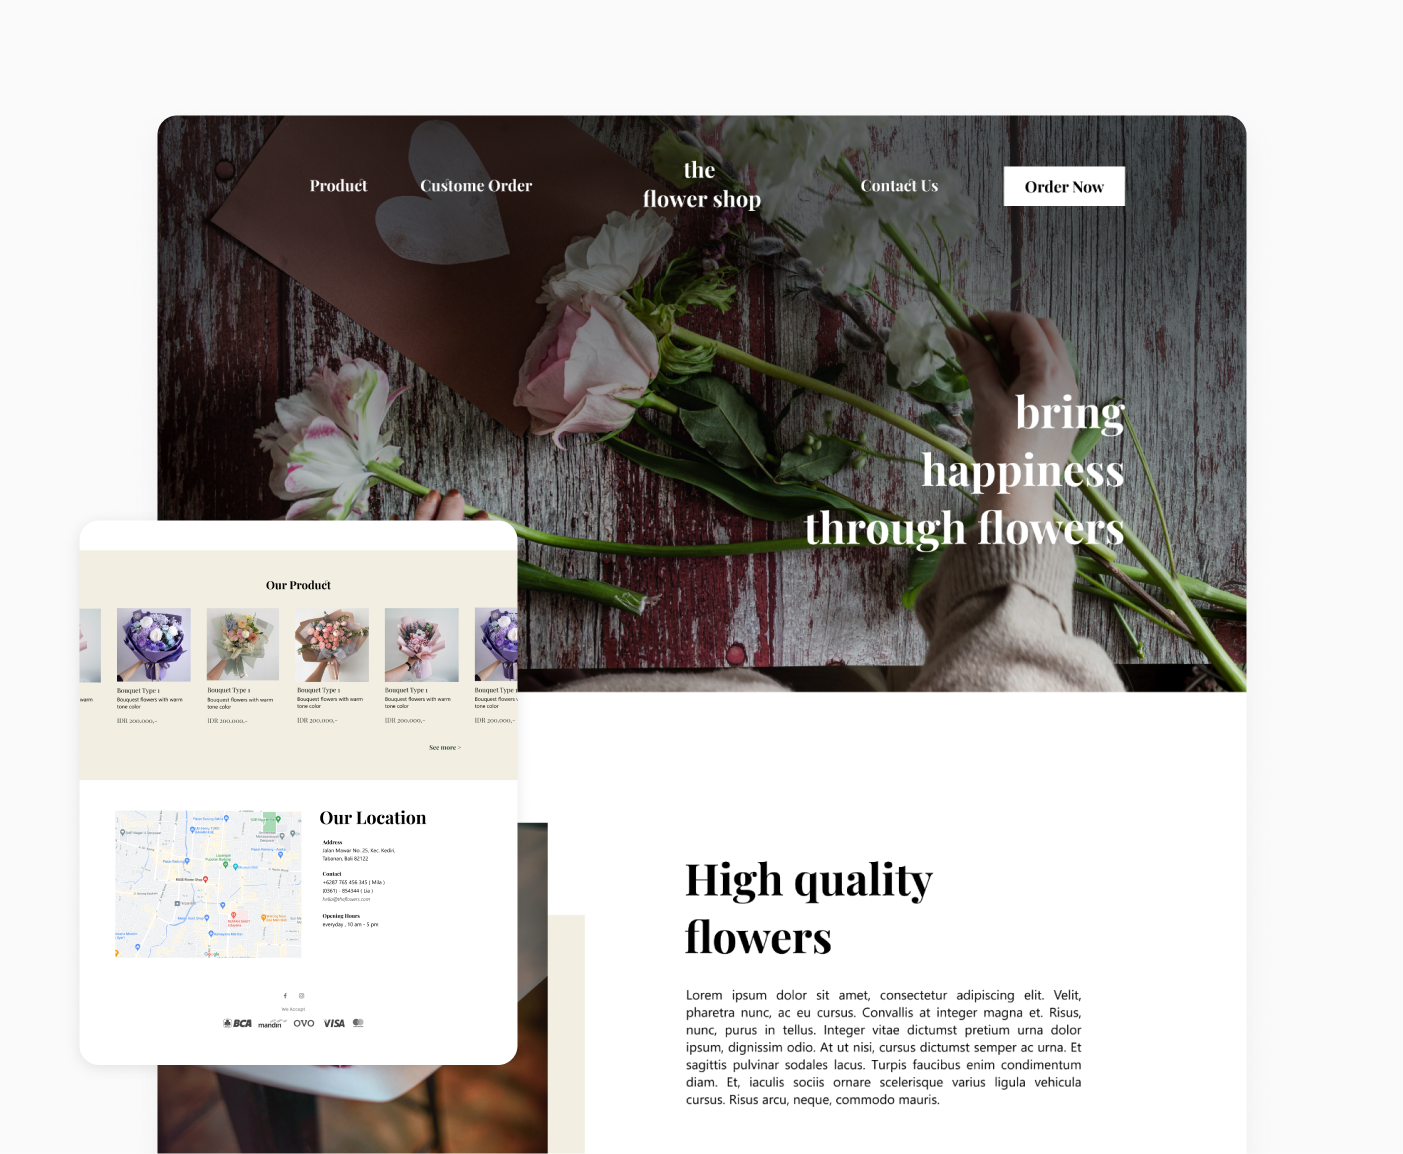 Product
Custome Order
the
flower shop
Contact Us
Order Now
bring
happiness
through flowers
Our Product
warm
Bouquet Type 1
Bouquest flowers with warm
tone color
IDR 200.000,-
Bouquet Type 1
Bouquest flowers with warm
tone color
IDR 200.000,-
Bouquet Type 1
Bouquest flowers with warm
tone color
IDR 200.000,-
Bouquet Type 1
Bouquest flowers with warm
tone color
IDR 200.000,-
Bouquet Type 1
Bouquest flowers
tone color
IDR 200.000,-
See more >
Google
Our Location
Address
Jalan Mawar No. 25, Kec. Kediri,
Tabanan, Bali 82122
Contact
+6287 765 456 345 ( Mila )
(0361) - 854344 ( Lia )
hello@theflowers.com
Opening Hours
everyday , 10 am - 5 pm
We Accept
BCA
mandiri
OVO
VISA
High quality
flowers
Lorem ipsum dolor sit amet, consectetur adipiscing elit. Velit,
pharetra nunc, ac eu cursus. Convallis at integer magna et. Risus,
nunc, purus in tellus. Integer vitae dictumst pretium urna dolor
ipsum, dignissim odio. At ut nisi, cursus dictumst semper ac urna. Et
sagittis pulvinar sodales lacus. Turpis faucibus enim condimentum
diam. Et, iaculis sociis ornare scelerisque varius ligula vehicula
cursus. Risus arcu, neque, commodo mauris.